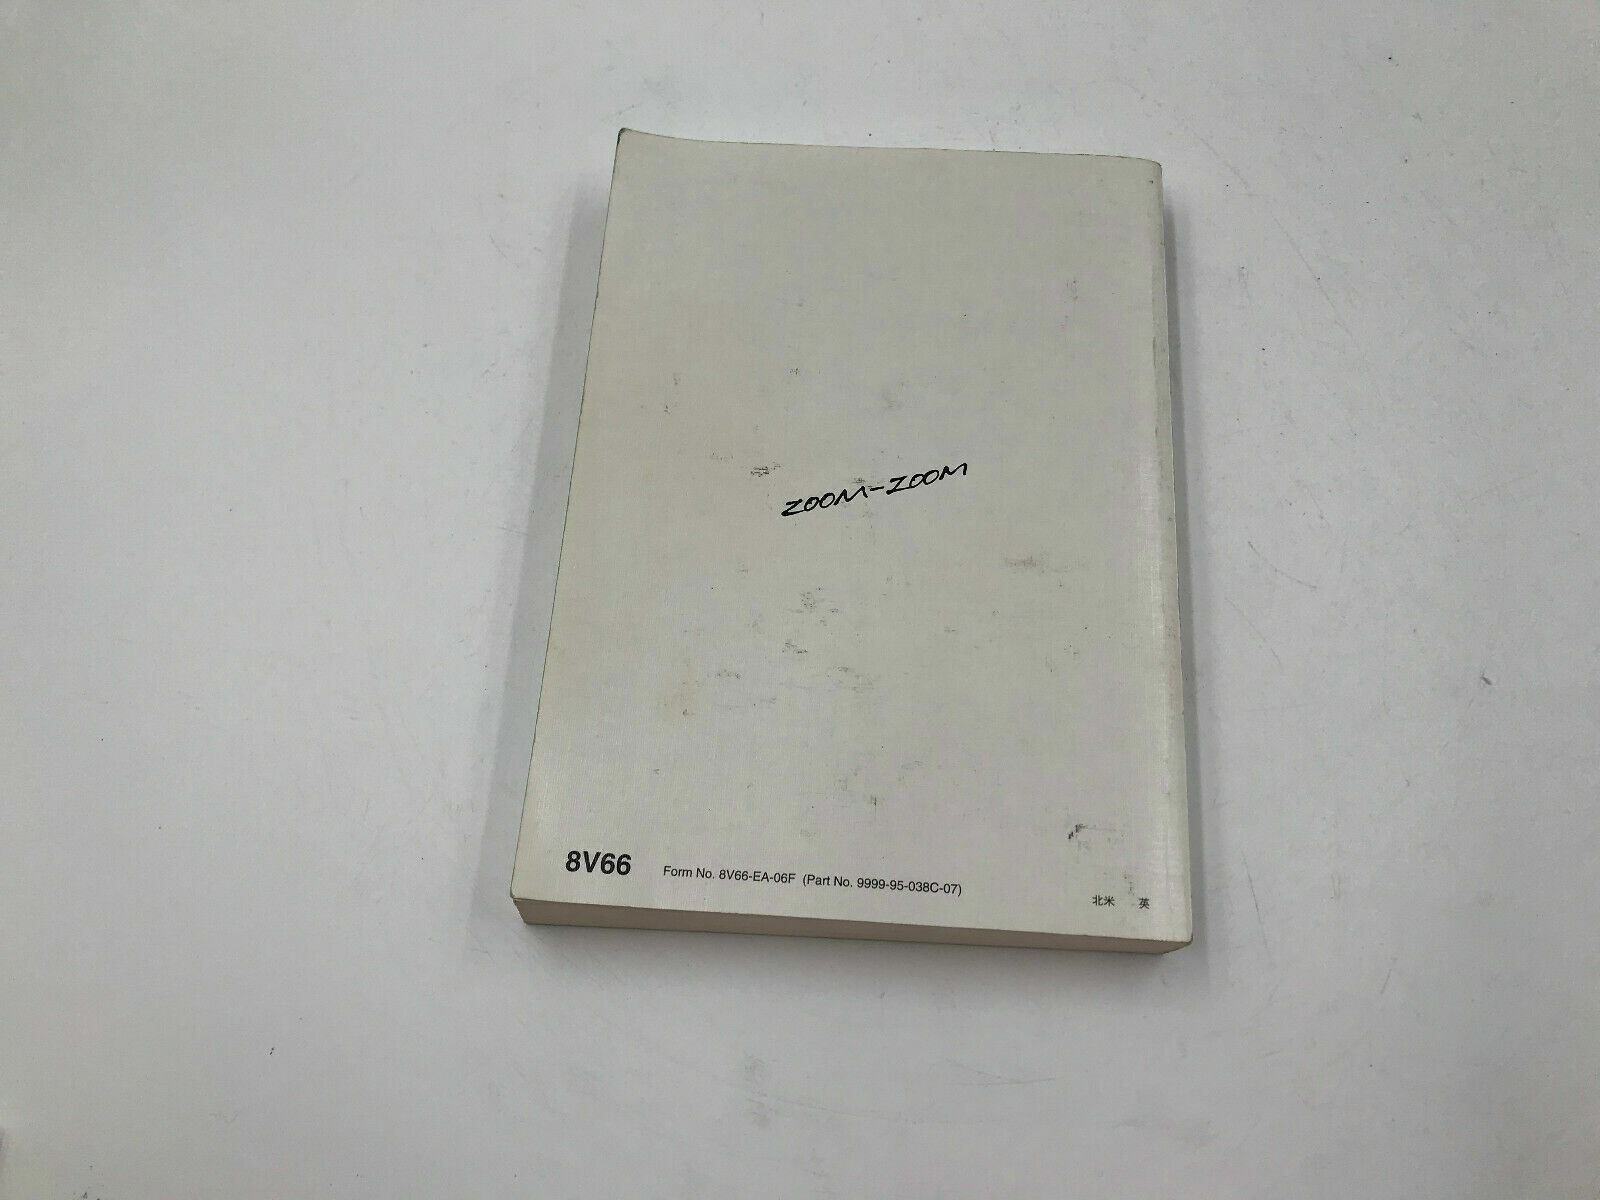 ZOOM-ZOOM
8V66 Form No. 8V66-EA-06F (Part No. 9999-95-038C-07)
北米 英